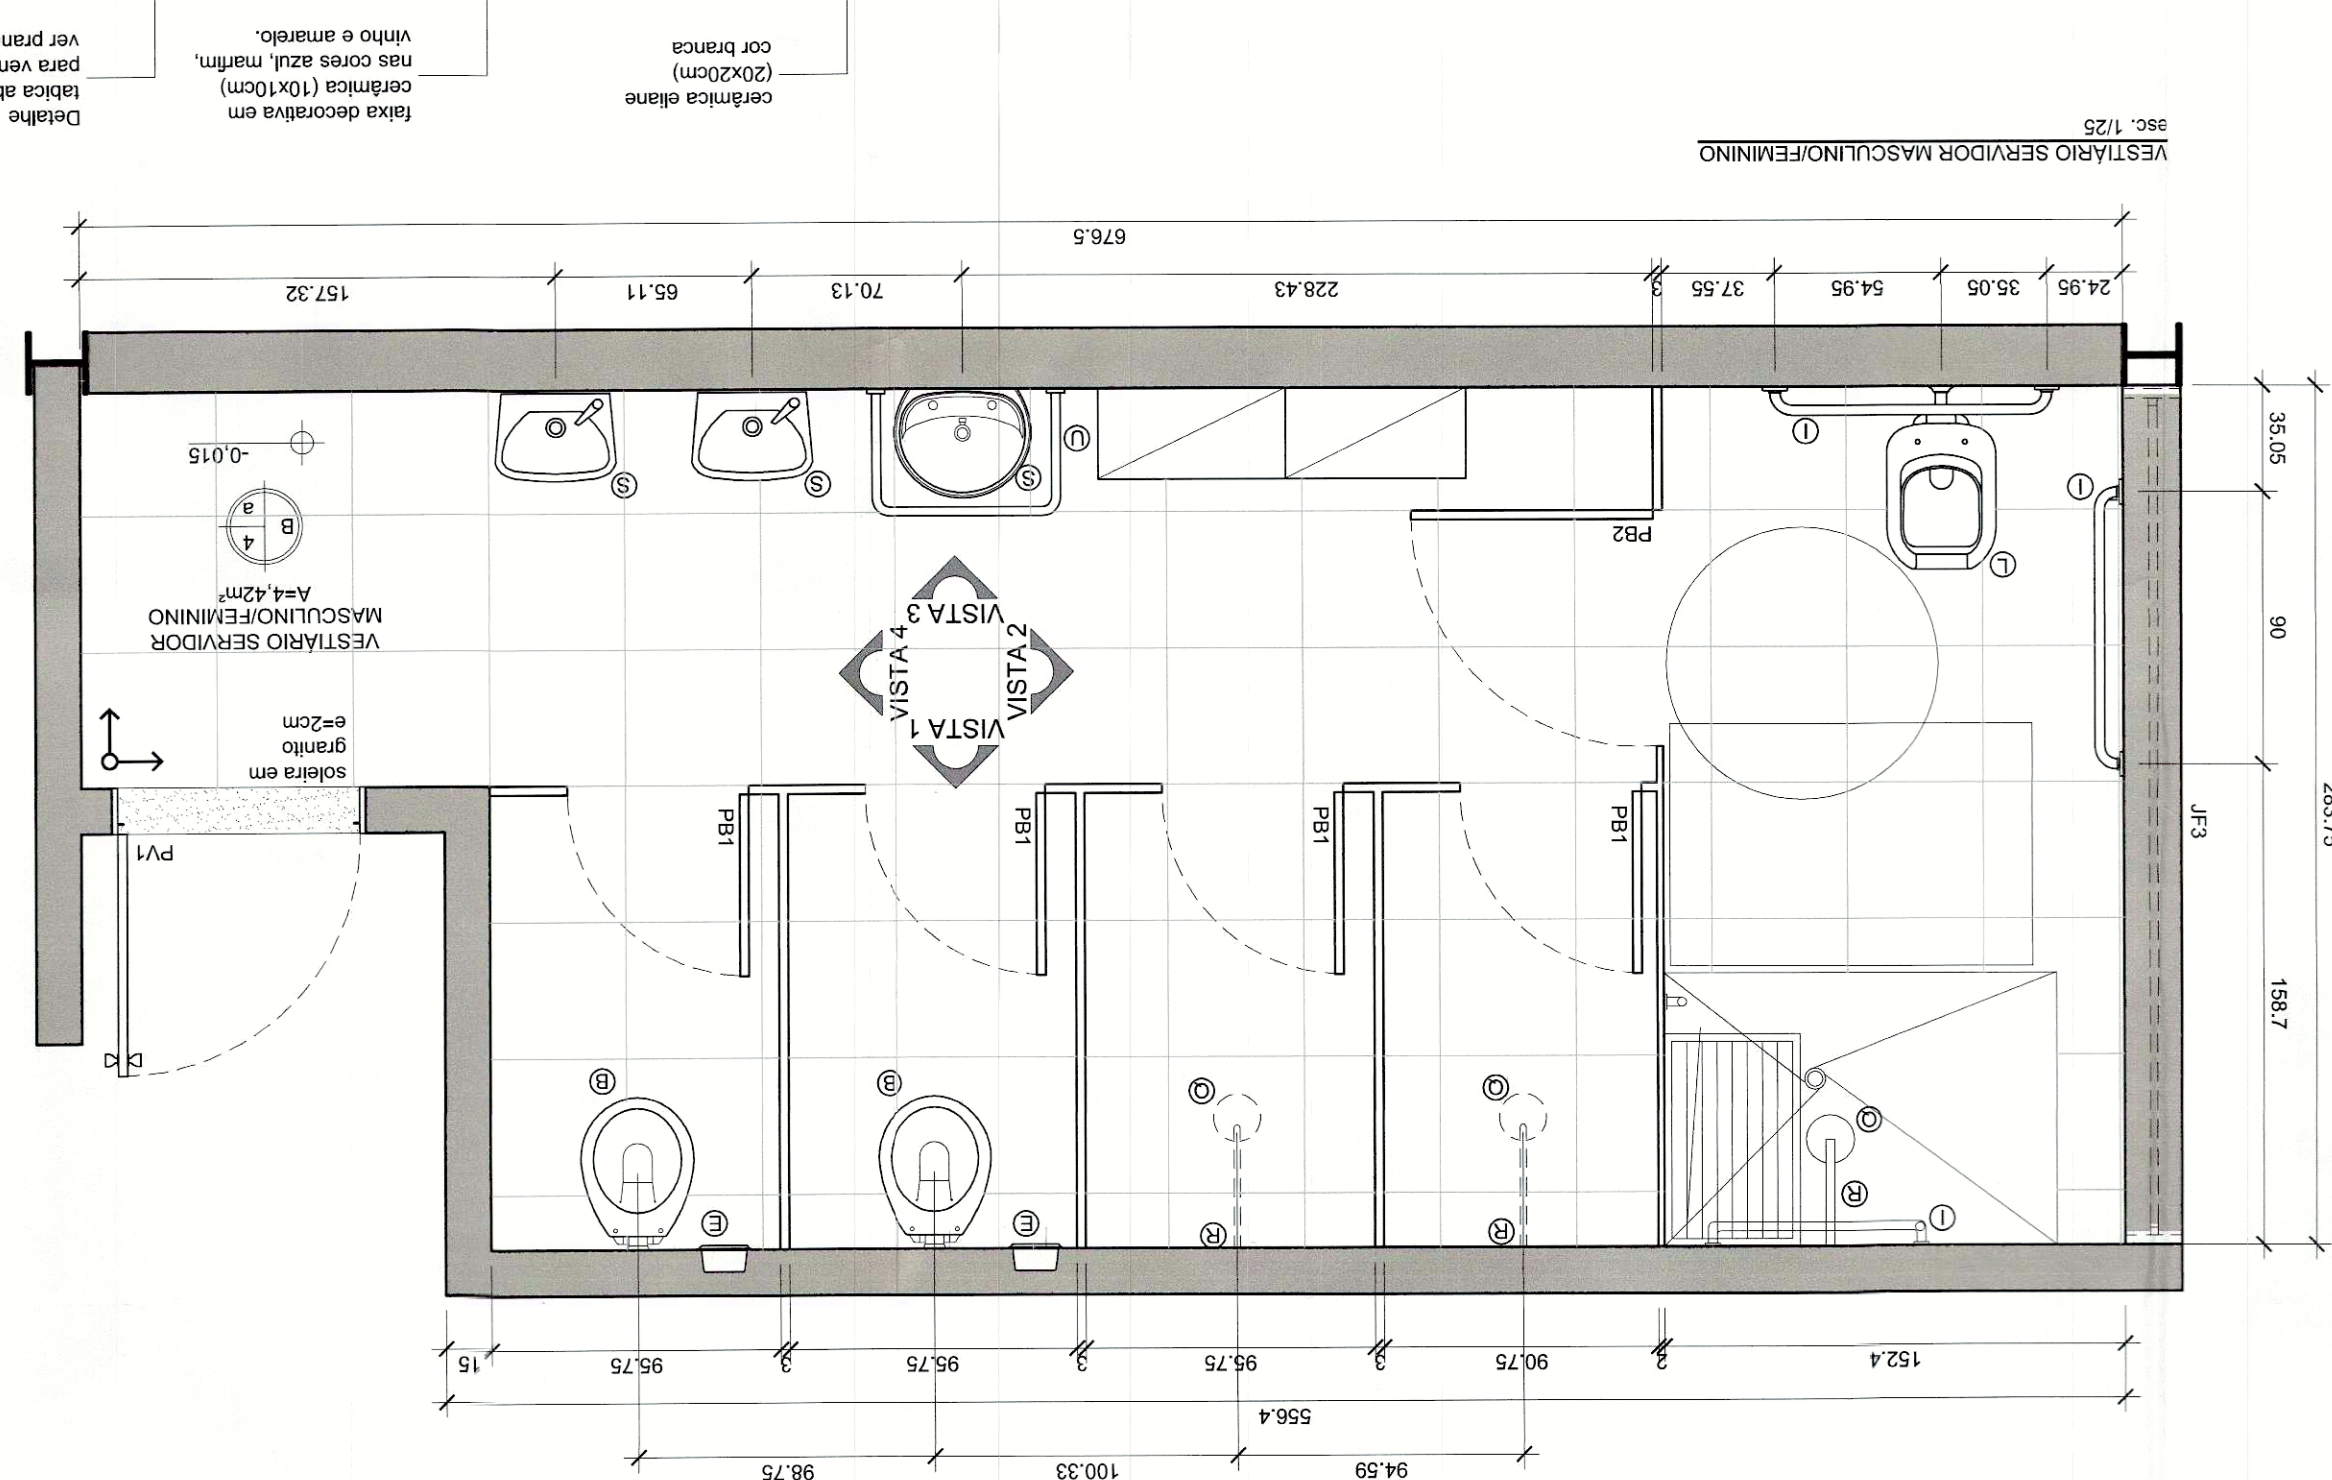 VESTIÁRIO SERVIDOR MASCULINO/FEMININO
esc. 1/25
cerâmica eliane
(20x20cm)
cor branca
faixa decorativa em
cerâmica (10x10cm)
nas cores azul, marfim,
vinho e amarelo.
Detalhe
tabica
para
ver
676.5
24.95
35.05
54.95
37.55
3
228.43
70.13
65.11
157.32
35.05
90
158.7
JF3
I
I
L
PB2
U
S
S
S
-0,015
B
4
a
VESTIÁRIO SERVIDOR
MASCULINO/FEMININO
A=4,42m²
VISTA 1
VISTA 2
VISTA 3
VISTA 4
soleira em
granito
e=2cm
PV1
PB1
PB1
PB1
PB1
B
B
E
E
Q
Q
Q
R
R
R
I
152.4
2
90.75
3
95.75
3
95.75
3
95.75
15
556.4
94.59
100.33
98.75